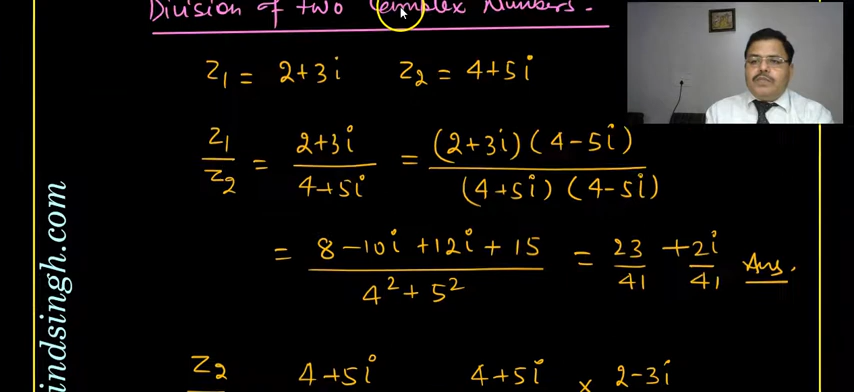 Division of two Complex Numbers.
z₁ = 2+3i z₂ = 4+5i
z₁/z₂ = (2+3i)/(4+5i) = (2+3i)(4-5i)/(4+5i)(4-5i)
= (8-10i+12i+15)/(4²+5²) = 23/41 + 2i/41 Ans.
z₂ 4+5i 4+5i × 2-3i
indsingh.com